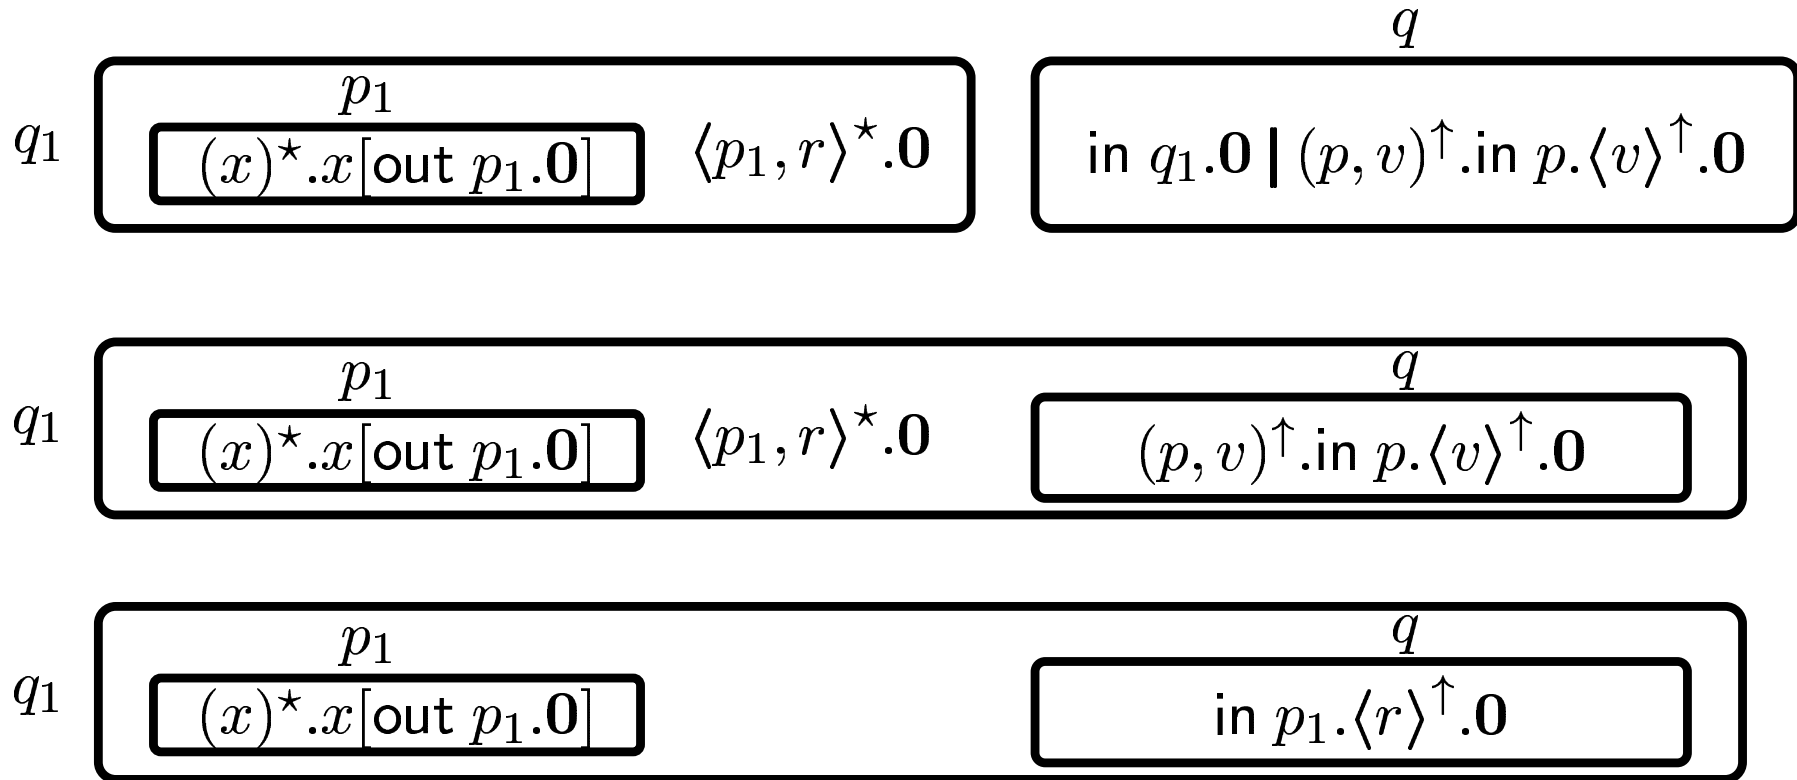 q
p₁
q₁ (x)⋆.x[out p₁.0] ⟨p₁, r⟩⋆.0 in q₁.0 | (p, v)↑.in p.⟨v⟩↑.0
p₁ q
q₁ (x)⋆.x[out p₁.0] ⟨p₁, r⟩⋆.0 (p, v)↑.in p.⟨v⟩↑.0
p₁ q
q₁ (x)⋆.x[out p₁.0] in p₁.⟨r⟩↑.0